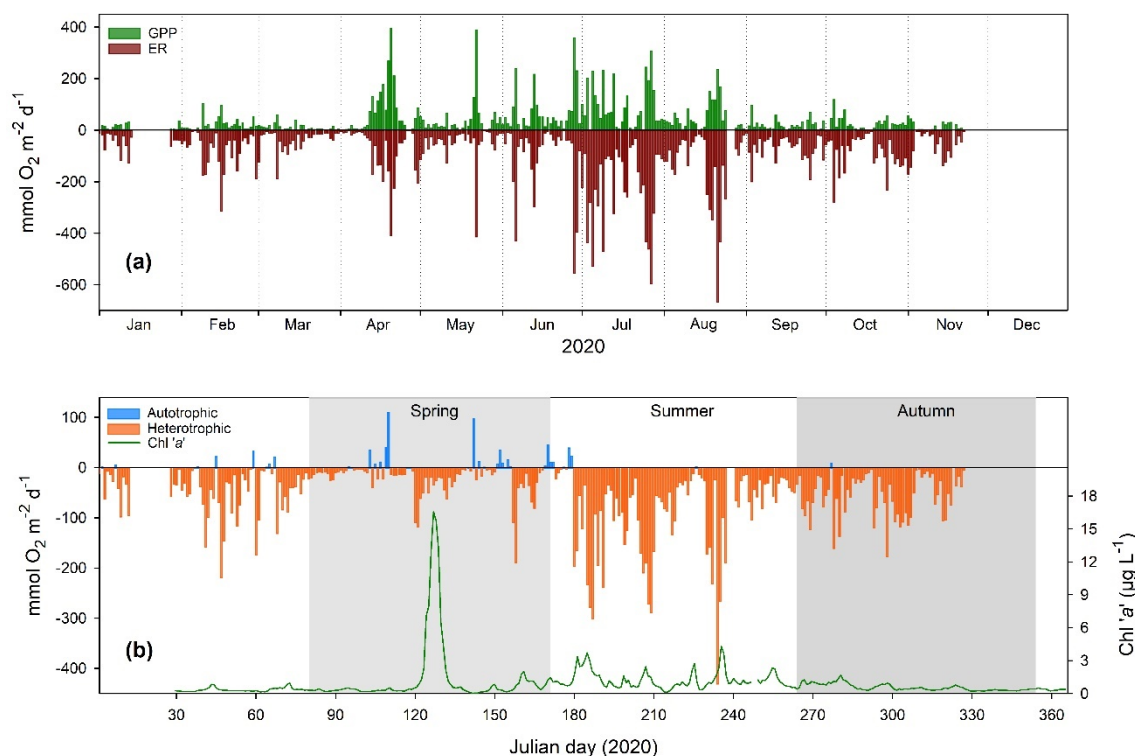 400
200
0
-200
-400
-600
mmol O₂ m⁻² d⁻¹
GPP
ER
(a)
Jan Feb Mar Apr May Jun Jul Aug Sep Oct Nov Dec
2020
100
0
-100
-200
-300
-400
mmol O₂ m⁻² d⁻¹
Autotrophic
Heterotrophic
Chl 'a'
Spring Summer Autumn
(b)
18
15
12
9
6
3
0
Chl 'a' (µg L⁻¹)
30 60 90 120 150 180 210 240 270 300 330 360
Julian day (2020)